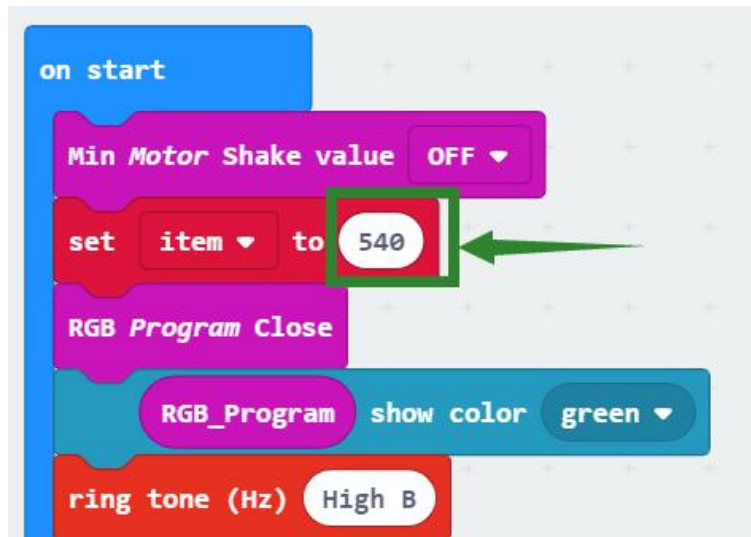 on start
Min Motor Shake value OFF
set item to 540
RGB Program Close
RGB_Program show color green
ring tone (Hz) High B